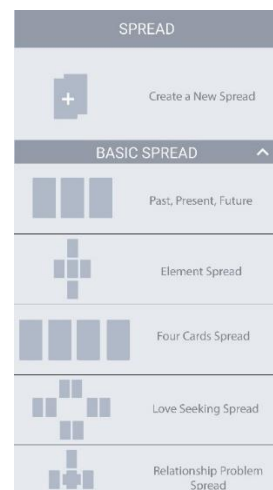 SPREAD
Create a New Spread
BASIC SPREAD
Past, Present, Future
Element Spread
Four Cards Spread
Love Seeking Spread
Relationship Problem
Spread